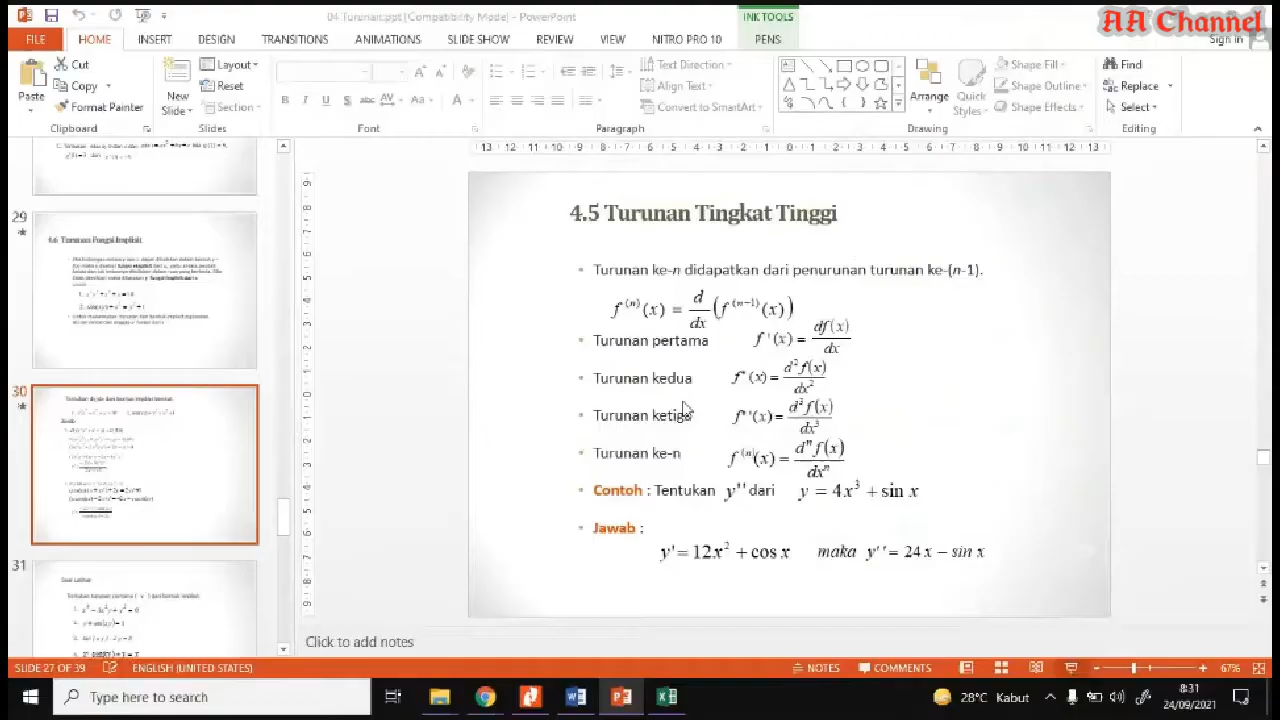 04 Turunan.ppt [Compatibility Mode] - PowerPoint
INK TOOLS
AA Channel
FILE HOME INSERT DESIGN TRANSITIONS ANIMATIONS SLIDE SHOW REVIEW VIEW NITRO PRO 10 PENS
Sign in
Cut
Copy
Format Painter
Paste
Clipboard
New Slide
Layout
Reset
Section
Slides
Font
Text Direction
Align Text
Convert to SmartArt
Paragraph
Arrange
Quick Styles
Shape Fill
Shape Outline
Shape Effects
Drawing
Find
Replace
Select
Editing
29
4.6 Turunan Fungsi Implisit
30
31
Soal Latihan
4.5 Turunan Tingkat Tinggi
Turunan ke-n didapatkan dari penurunan turunan ke-(n-1).
f⁽ⁿ⁾(x) = d/dx (f⁽ⁿ⁻¹⁾(x))
Turunan pertama f'(x) = df(x)/dx
Turunan kedua
Turunan ketiga
Turunan ke-n f⁽ⁿ⁾(x) = dⁿf(x)/dxⁿ
Contoh : Tentukan y'' dari y = 4x³ + sin x
Jawab :
y' = 12x² + cos x maka y'' = 24x − sin x
Click to add notes
SLIDE 27 OF 39 ENGLISH (UNITED STATES) NOTES COMMENTS 67%
Type here to search
28°C Kabut
8:31
24/09/2021